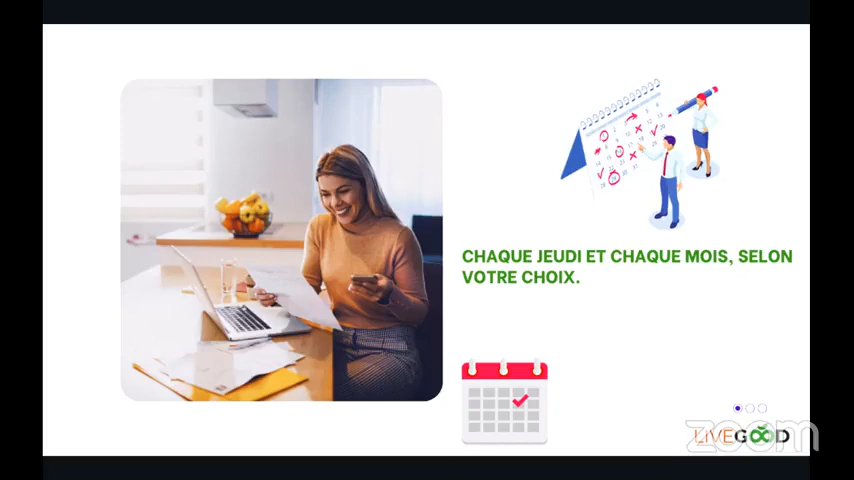 CHAQUE JEUDI ET CHAQUE MOIS, SELON
VOTRE CHOIX.
LIVEGOOD
zoom